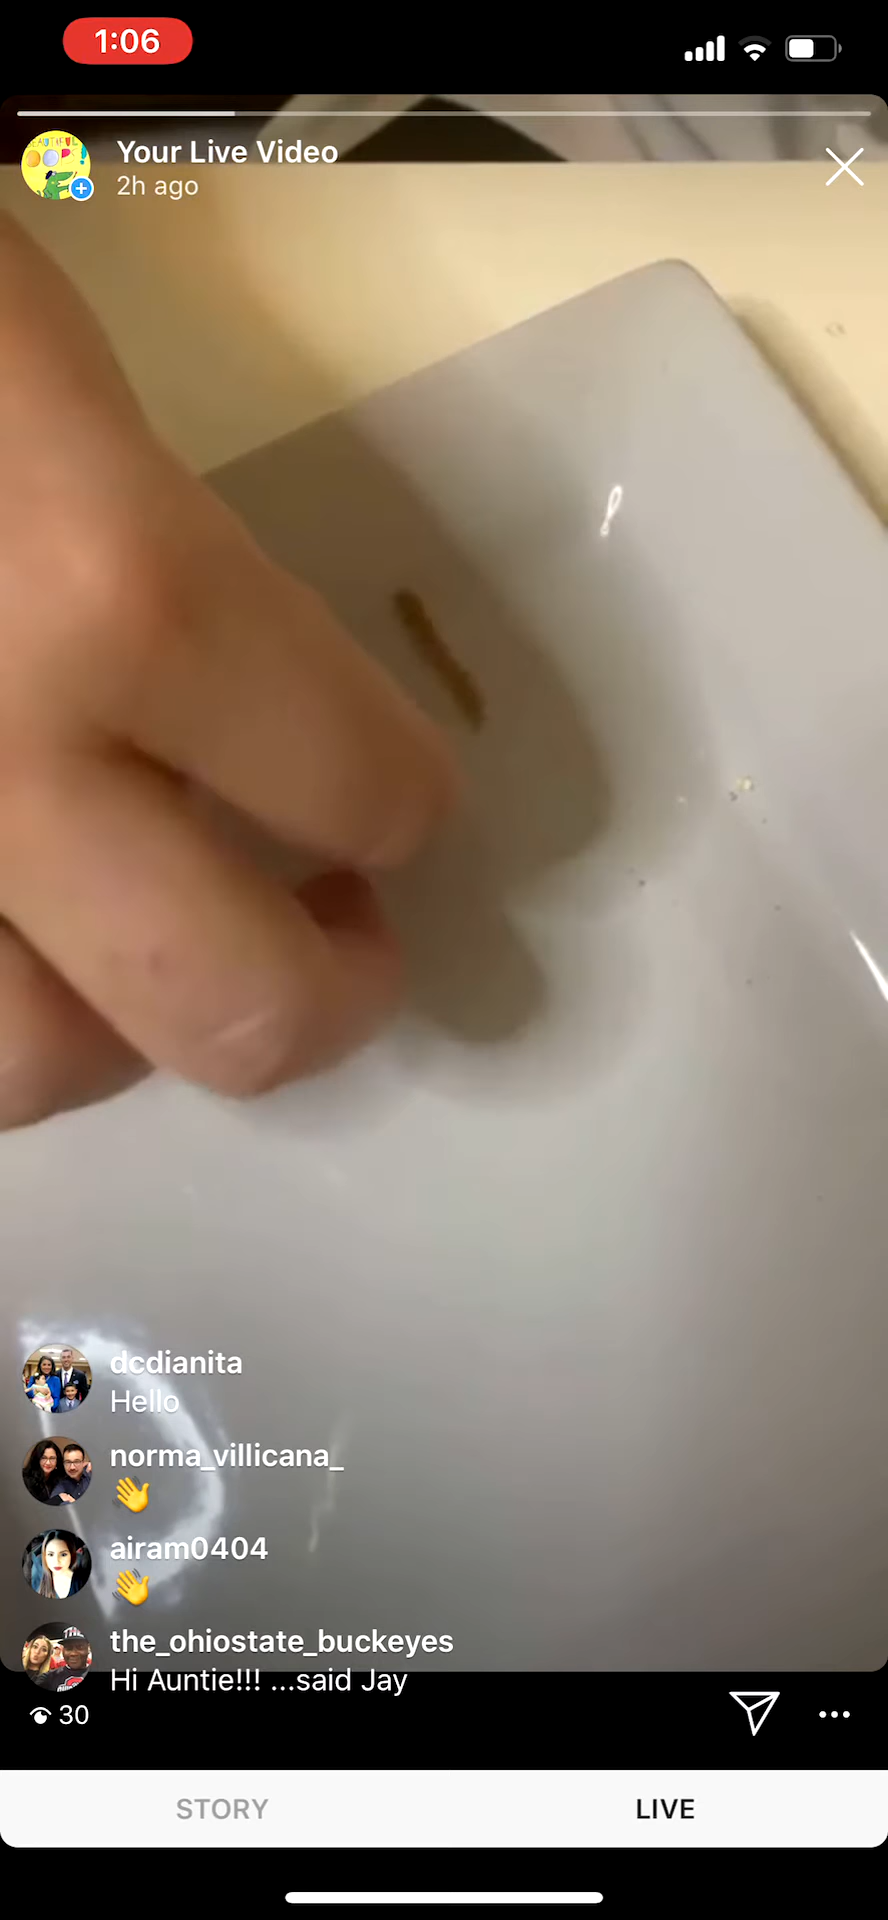 1:06
Your Live Video
2h ago
dcdianita
Hello
norma_villicana_
👋
airam0404
👋
the_ohiostate_buckeyes
Hi Auntie!!! ...said Jay
30
STORY
LIVE